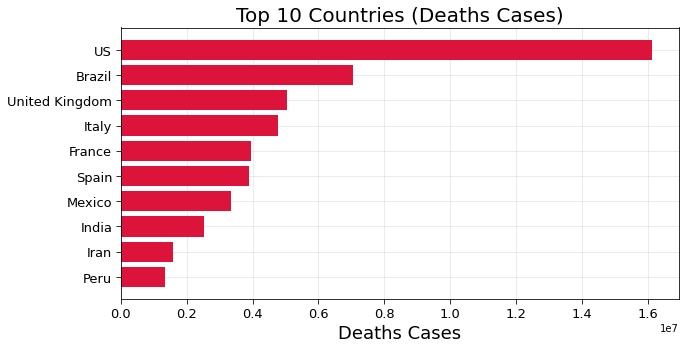 Top 10 Countries (Deaths Cases)
US
Brazil
United Kingdom
Italy
France
Spain
Mexico
India
Iran
Peru
0.0 0.2 0.4 0.6 0.8 1.0 1.2 1.4 1.6
1e7
Deaths Cases